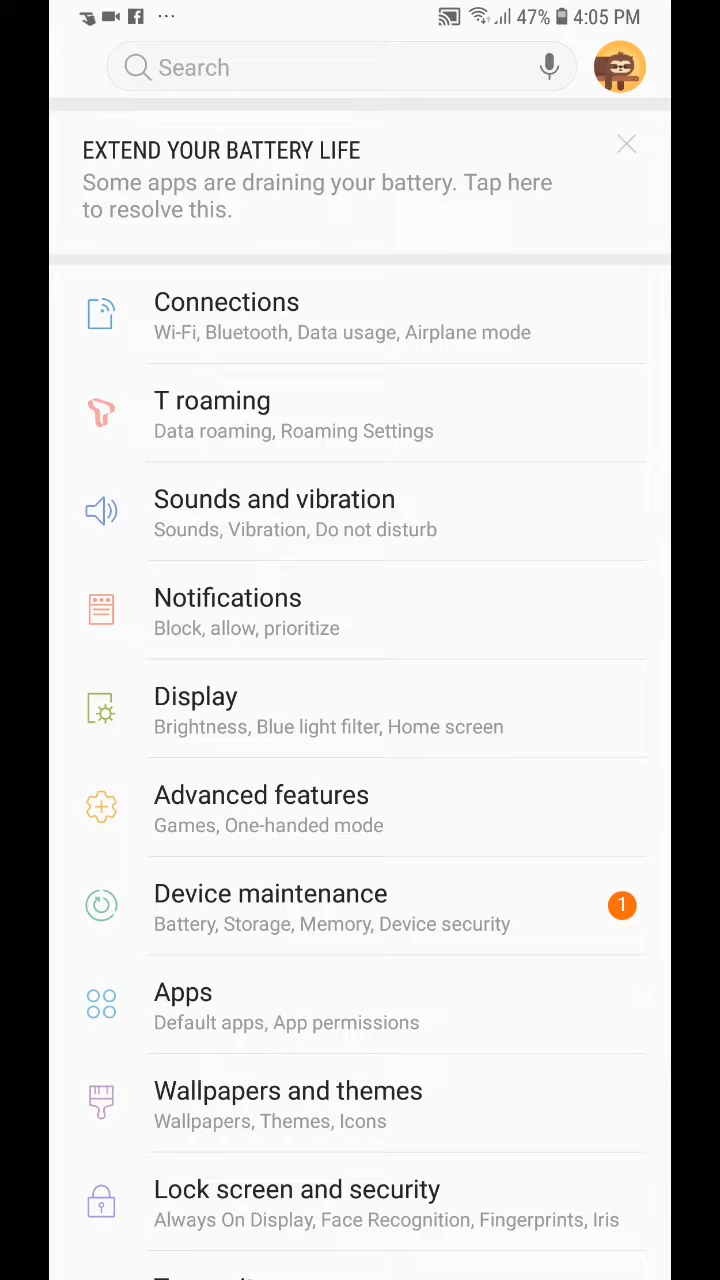 47% 4:05 PM
Search
EXTEND YOUR BATTERY LIFE
Some apps are draining your battery. Tap here
to resolve this.
Connections
Wi-Fi, Bluetooth, Data usage, Airplane mode
T roaming
Data roaming, Roaming Settings
Sounds and vibration
Sounds, Vibration, Do not disturb
Notifications
Block, allow, prioritize
Display
Brightness, Blue light filter, Home screen
Advanced features
Games, One-handed mode
Device maintenance
1
Battery, Storage, Memory, Device security
Apps
Default apps, App permissions
Wallpapers and themes
Wallpapers, Themes, Icons
Lock screen and security
Always On Display, Face Recognition, Fingerprints, Iris